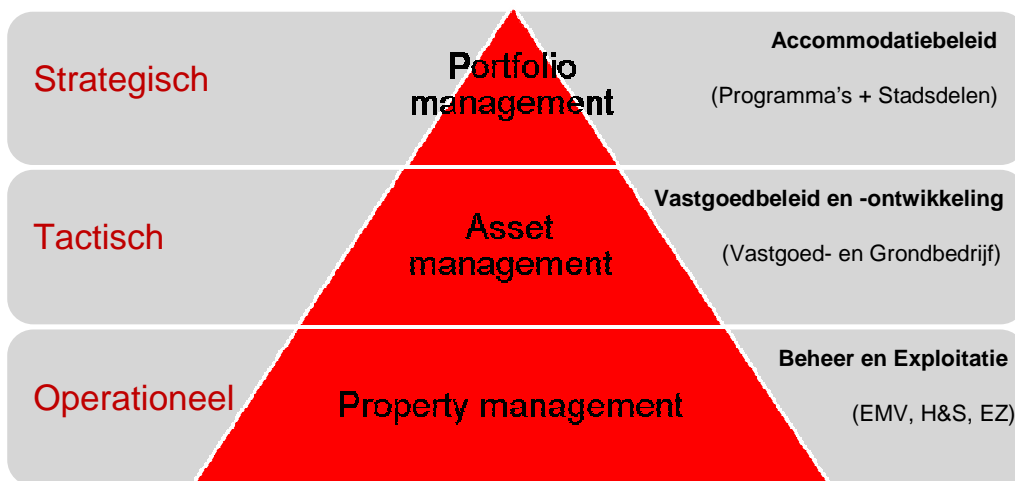 Strategisch
Portfolio
management
Accommodatiebeleid
(Programma's + Stadsdelen)
Tactisch
Asset
management
Vastgoedbeleid en -ontwikkeling
(Vastgoed- en Grondbedrijf)
Operationeel
Property management
Beheer en Exploitatie
(EMV, H&S, EZ)